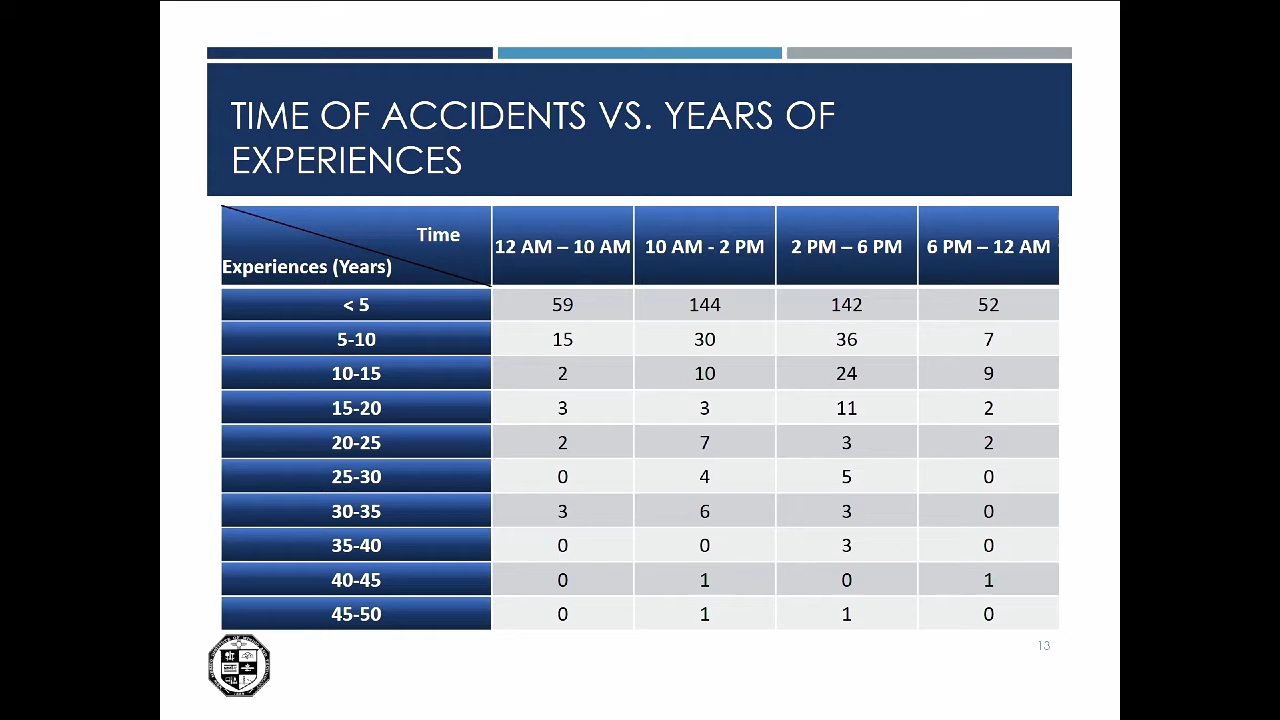 TIME OF ACCIDENTS VS. YEARS OF
EXPERIENCES
Time
Experiences (Years)
12 AM – 10 AM 10 AM - 2 PM 2 PM – 6 PM 6 PM – 12 AM
< 5 59 144 142 52
5-10 15 30 36 7
10-15 2 10 24 9
15-20 3 3 11 2
20-25 2 7 3 2
25-30 0 4 5 0
30-35 3 6 3 0
35-40 0 0 3 0
40-45 0 1 0 1
45-50 0 1 1 0
13